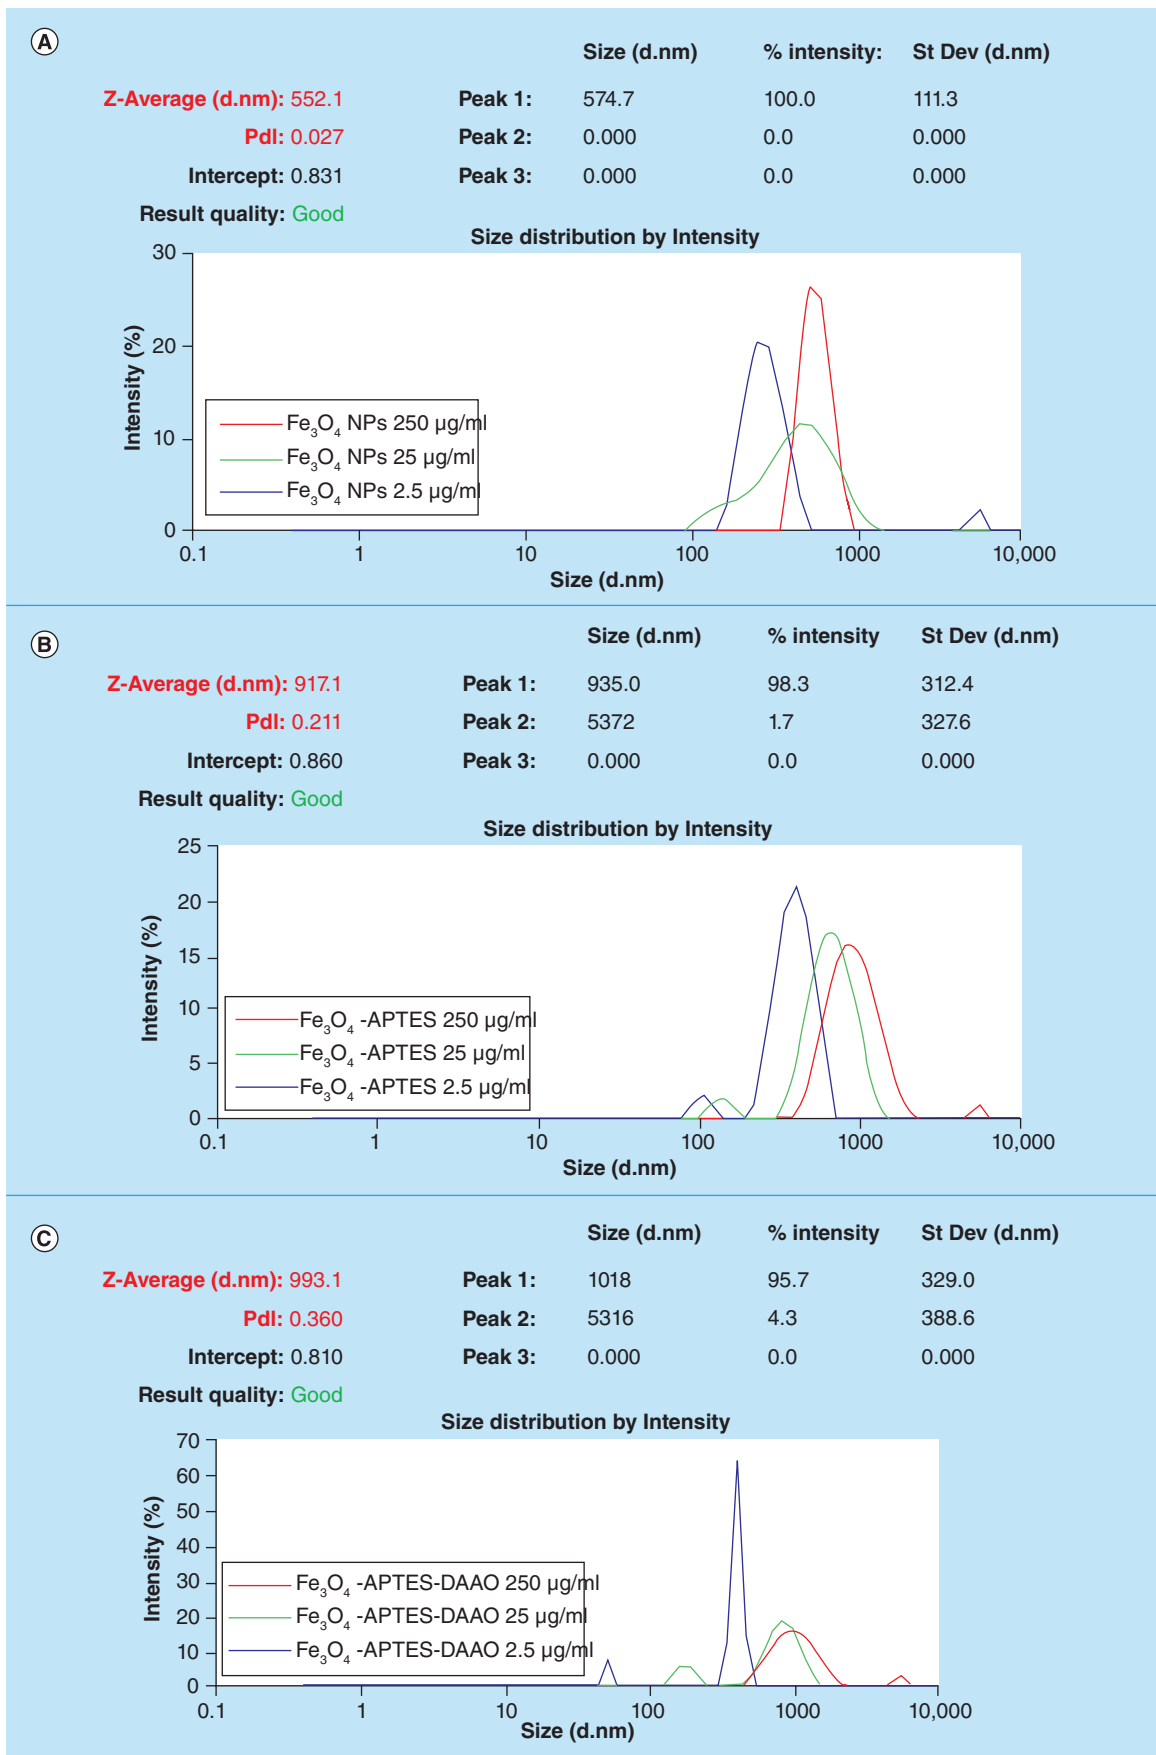 A
Size (d.nm) % intensity: St Dev (d.nm)
Z-Average (d.nm): 552.1 Peak 1: 574.7 100.0 111.3
PdI: 0.027 Peak 2: 0.000 0.0 0.000
Intercept: 0.831 Peak 3: 0.000 0.0 0.000
Result quality: Good
Size distribution by Intensity
30
20
10
0
Intensity (%)
Fe3O4 NPs 250 µg/ml
Fe3O4 NPs 25 µg/ml
Fe3O4 NPs 2.5 µg/ml
0.1 1 10 100 1000 10,000
Size (d.nm)
B
Size (d.nm) % intensity St Dev (d.nm)
Z-Average (d.nm): 917.1 Peak 1: 935.0 98.3 312.4
PdI: 0.211 Peak 2: 5372 1.7 327.6
Intercept: 0.860 Peak 3: 0.000 0.0 0.000
Result quality: Good
Size distribution by Intensity
25
20
15
10
5
0
Intensity (%)
Fe3O4 -APTES 250 µg/ml
Fe3O4 -APTES 25 µg/ml
Fe3O4 -APTES 2.5 µg/ml
0.1 1 10 100 1000 10,000
Size (d.nm)
C
Size (d.nm) % intensity St Dev (d.nm)
Z-Average (d.nm): 993.1 Peak 1: 1018 95.7 329.0
PdI: 0.360 Peak 2: 5316 4.3 388.6
Intercept: 0.810 Peak 3: 0.000 0.0 0.000
Result quality: Good
Size distribution by Intensity
70
60
50
40
30
20
10
0
Intensity (%)
Fe3O4 -APTES-DAAO 250 µg/ml
Fe3O4 -APTES-DAAO 25 µg/ml
Fe3O4 -APTES-DAAO 2.5 µg/ml
0.1 1 10 100 1000 10,000
Size (d.nm)